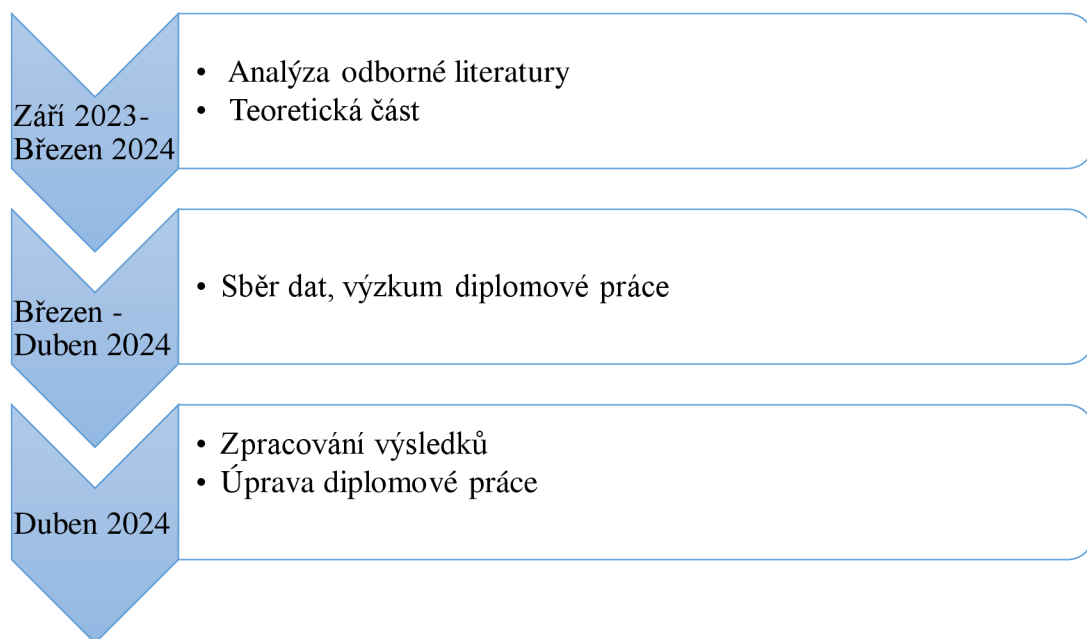 Září 2023-
Březen 2024
• Analýza odborné literatury
• Teoretická část
Březen -
Duben 2024
• Sběr dat, výzkum diplomové práce
Duben 2024
• Zpracování výsledků
• Úprava diplomové práce